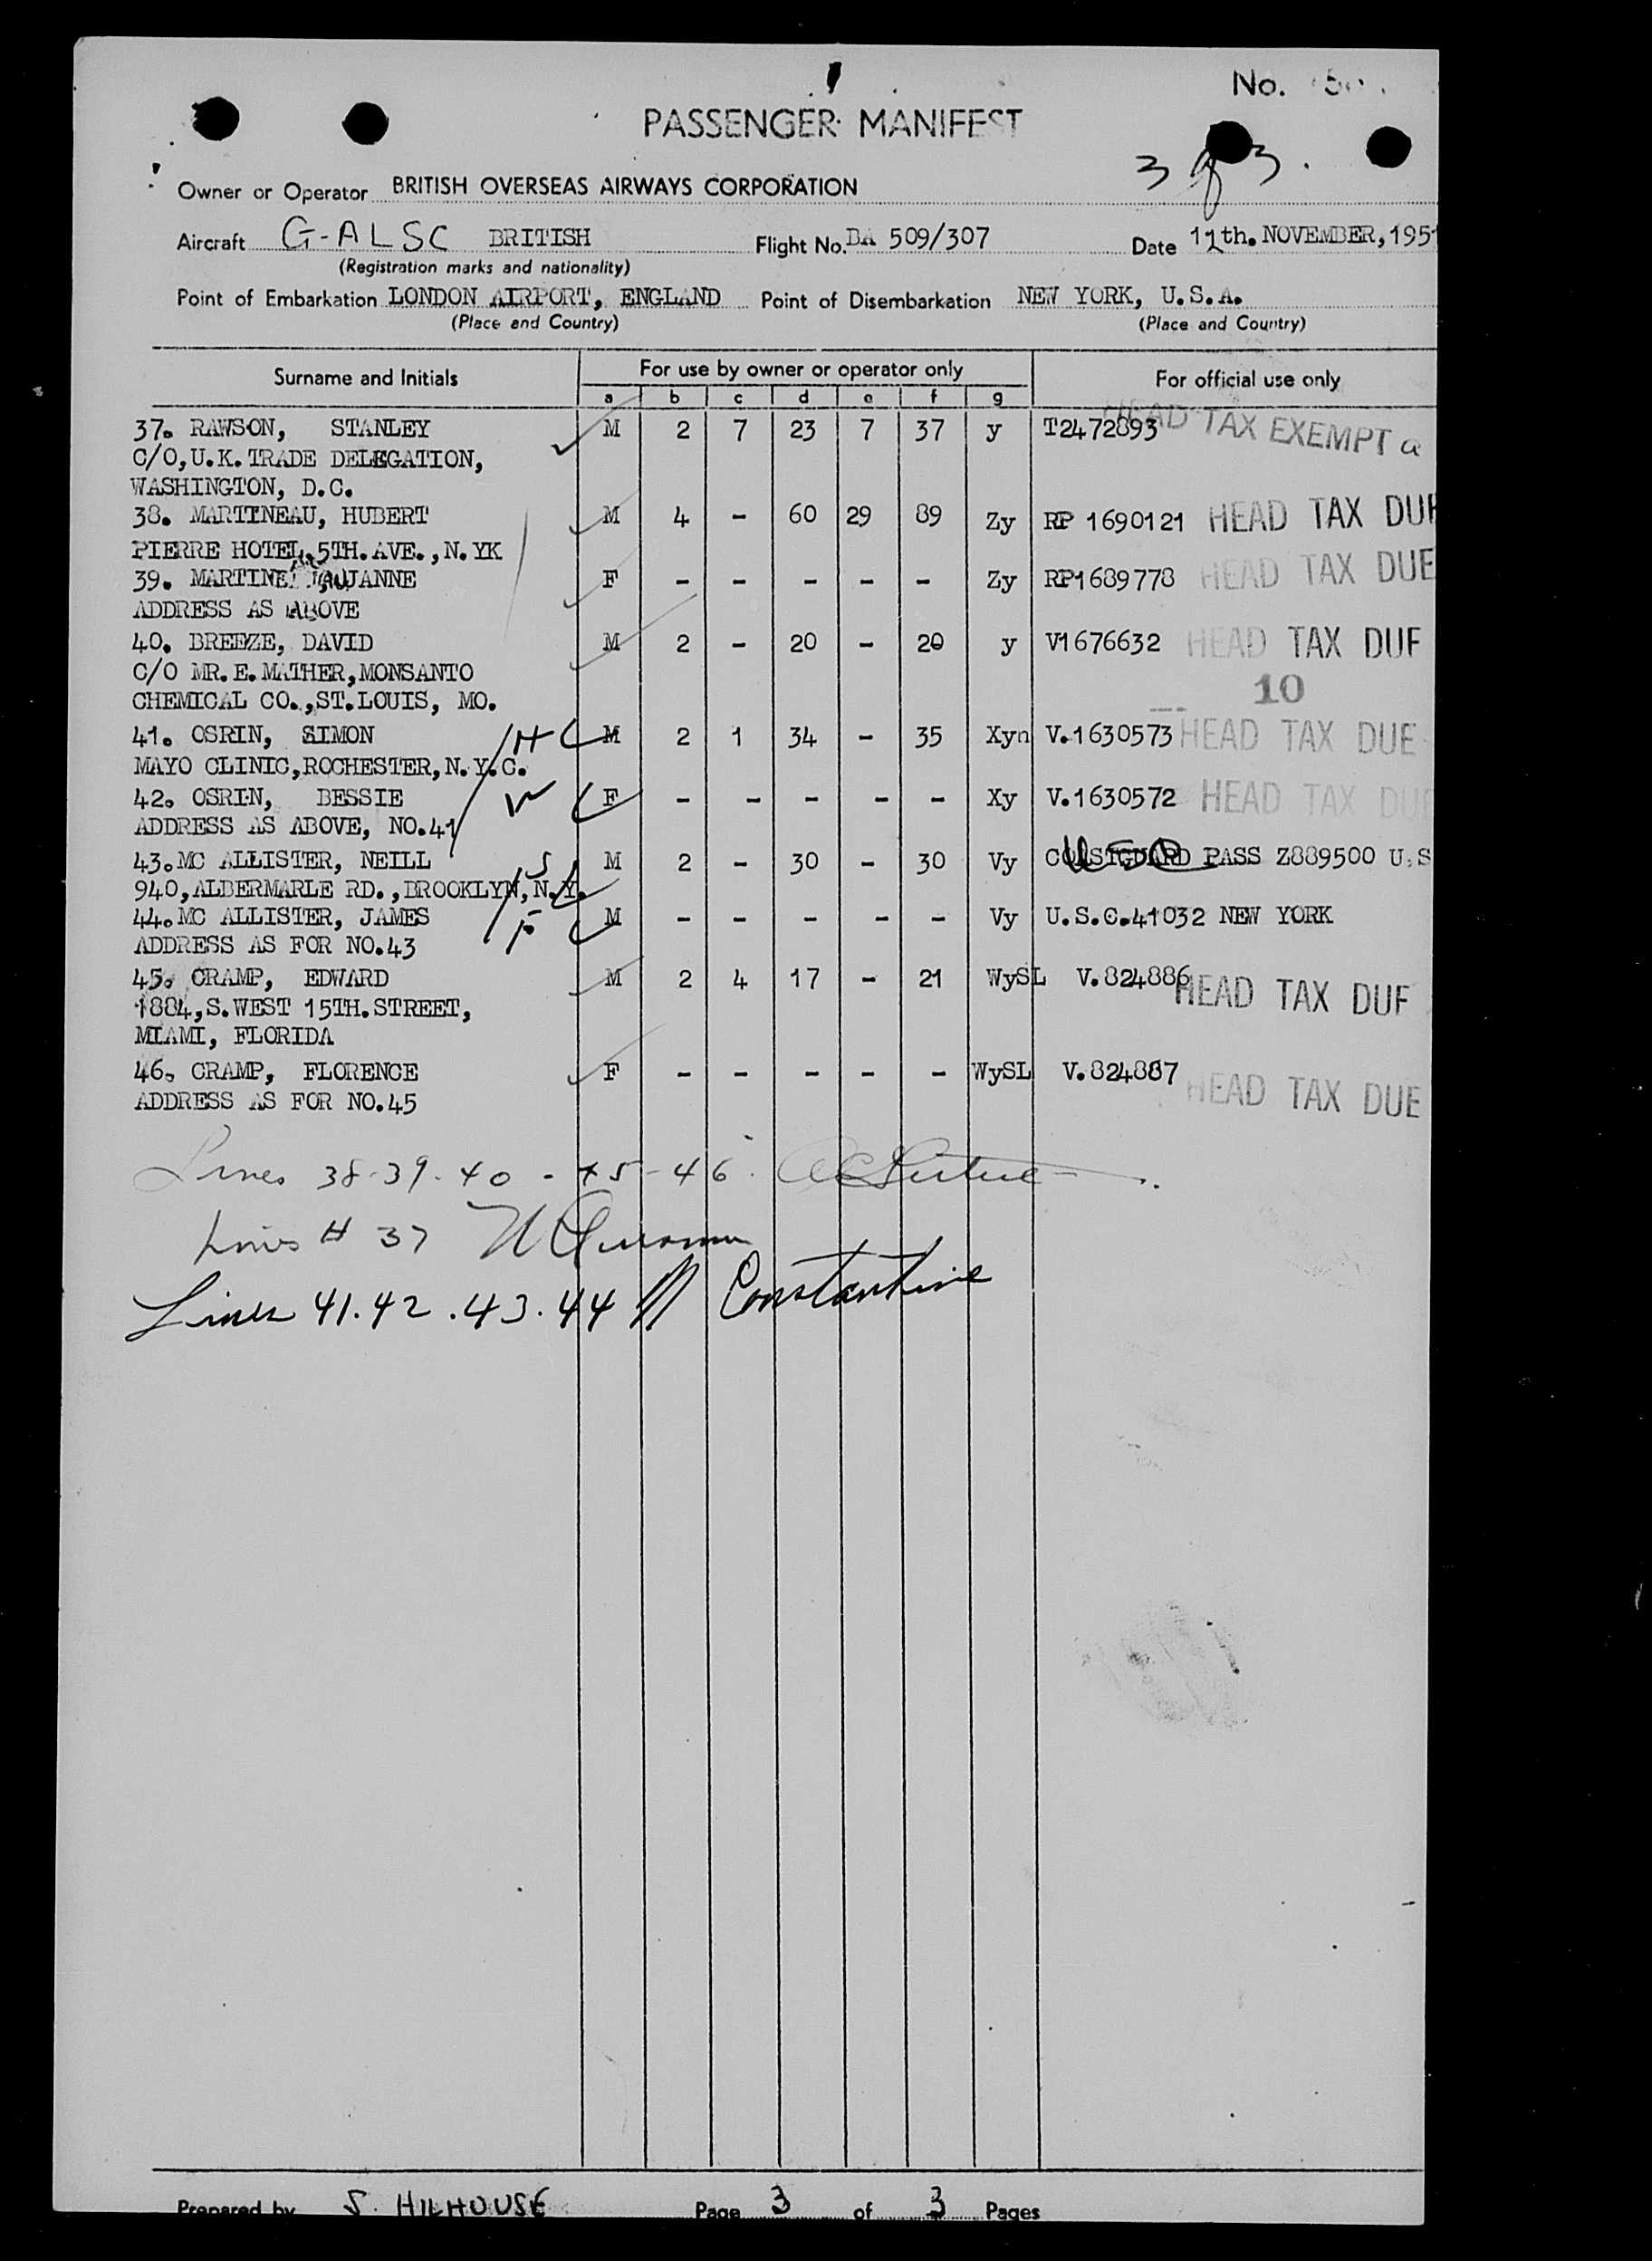 No.
PASSENGER MANIFEST
3 of 3.
Owner or Operator BRITISH OVERSEAS AIRWAYS CORPORATION
Aircraft G-ALSC BRITISH Flight No. BA 509/307 Date 11th. NOVEMBER, 1951
(Registration marks and nationality)
Point of Embarkation LONDON AIRPORT, ENGLAND Point of Disembarkation NEW YORK, U.S.A.
(Place and Country) (Place and Country)
Surname and Initials For use by owner or operator only For official use only
a b c d e f g
37. RAWSON, STANLEY M 2 7 23 7 37 y T2472893 HEAD TAX EXEMPT a
C/O, U.K. TRADE DELEGATION,
WASHINGTON, D.C.
38. MARTINEAU, HUBERT M 4 - 60 29 89 Zy RP 1690121 HEAD TAX DUE
PIERRE HOTEL, 5TH. AVE., N. YK
39. JANNE F - - - - - Zy RP1689778 HEAD TAX DUE
ADDRESS AS ABOVE
40. BREEZE, DAVID M 2 - 20 - 20 y V1676632 HEAD TAX DUE
C/O MR. E. MATHER, MONSANTO
CHEMICAL CO., ST. LOUIS, MO. 10
41. OSRIN, SIMON H M 2 1 34 - 35 Xyn V.1630573 HEAD TAX DUE
MAYO CLINIC, ROCHESTER, N.Y.C.
42. OSRIN, BESSIE W F - - - - - Xy V.1630572 HEAD TAX DUE
ADDRESS AS ABOVE, NO.41
43. MC ALLISTER, NEILL S M 2 - 30 - 30 Vy PASS Z889500 U.S
940, ALBERMARLE RD., BROOKLYN, N.Y.
44. MC ALLISTER, JAMES F M - - - - - Vy U.S.C.41032 NEW YORK
ADDRESS AS FOR NO.43
45. CRAMP, EDWARD M 2 4 17 - 21 WySL V.824886 HEAD TAX DUE
1884, S. WEST 15TH. STREET,
MIAMI, FLORIDA
46. CRAMP, FLORENCE F - - - - - WySL V.824887 HEAD TAX DUE
ADDRESS AS FOR NO.45
Lines 38-39-40-45-46.
Lines # 37
Lines 41.42.43.44 Constantine
Prepared by S. HILHOUSE Page 3 of 3 Pages